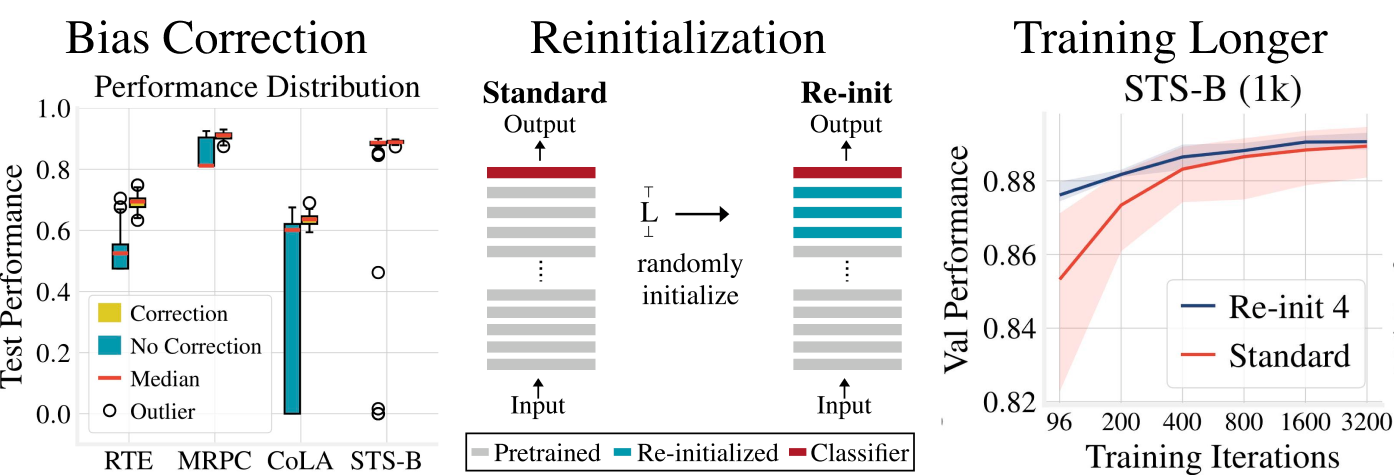 Bias Correction
Performance Distribution
Test Performance
1.0
0.8
0.6
0.4
0.2
0.0
Correction
No Correction
Median
Outlier
RTE MRPC CoLA STS-B
Reinitialization
Standard
Output
Input
L
randomly
initialize
Re-init
Output
Input
Pretrained Re-initialized Classifier
Training Longer
STS-B (1k)
Val Performance
0.88
0.86
0.84
0.82
Re-init 4
Standard
96 200 400 800 1600 3200
Training Iterations